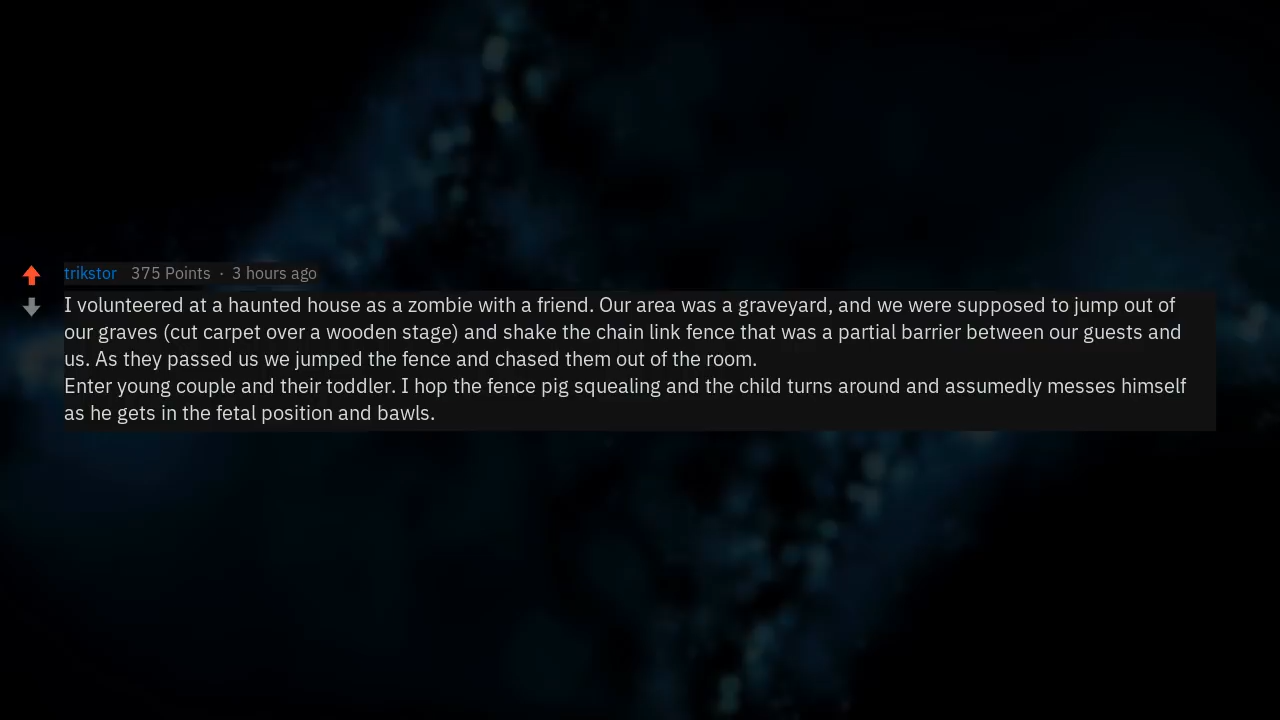 trikstor 375 Points · 3 hours ago
I volunteered at a haunted house as a zombie with a friend. Our area was a graveyard, and we were supposed to jump out of
our graves (cut carpet over a wooden stage) and shake the chain link fence that was a partial barrier between our guests and
us. As they passed us we jumped the fence and chased them out of the room.
Enter young couple and their toddler. I hop the fence pig squealing and the child turns around and assumedly messes himself
as he gets in the fetal position and bawls.